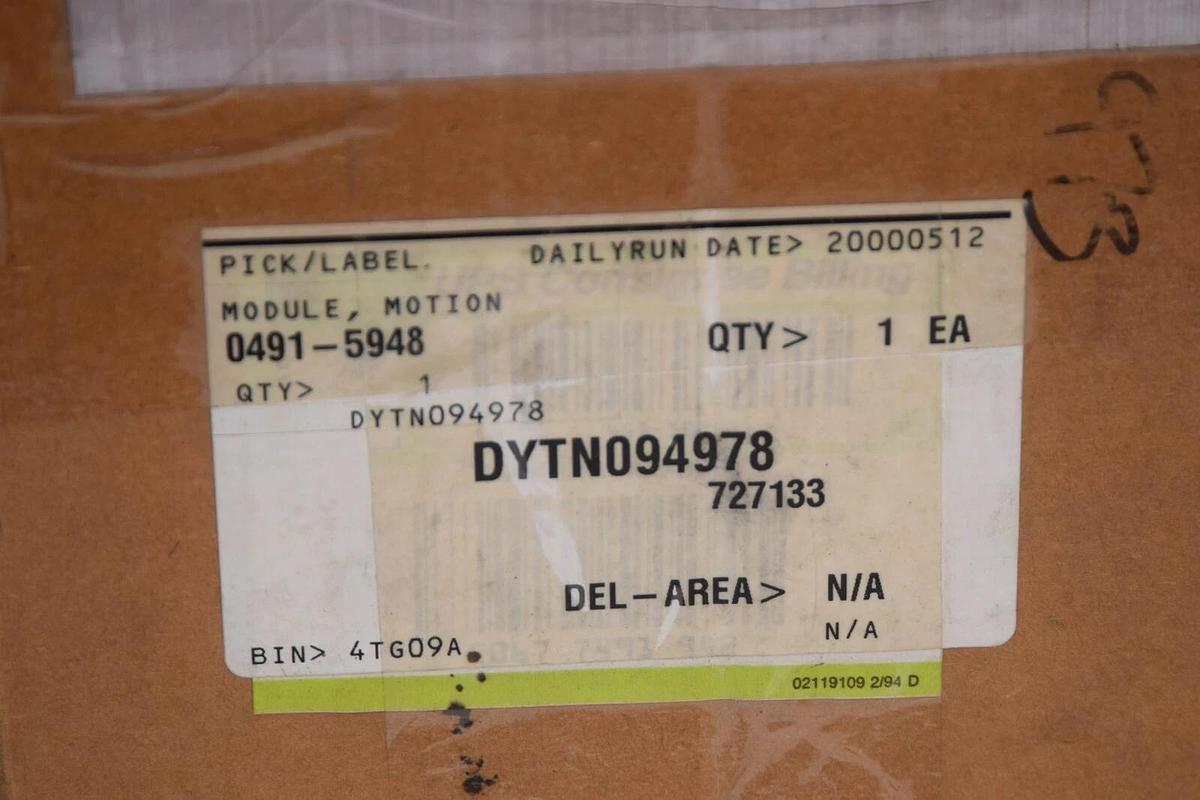 PICK/LABEL. DAILYRUN DATE> 20000512
MODULE, MOTION
0491-5948 QTY> 1 EA
QTY> 1
DYTN094978
DYTN094978
727133
DEL-AREA> N/A
N/A
BIN> 4TG09A
02119109 2/94 D